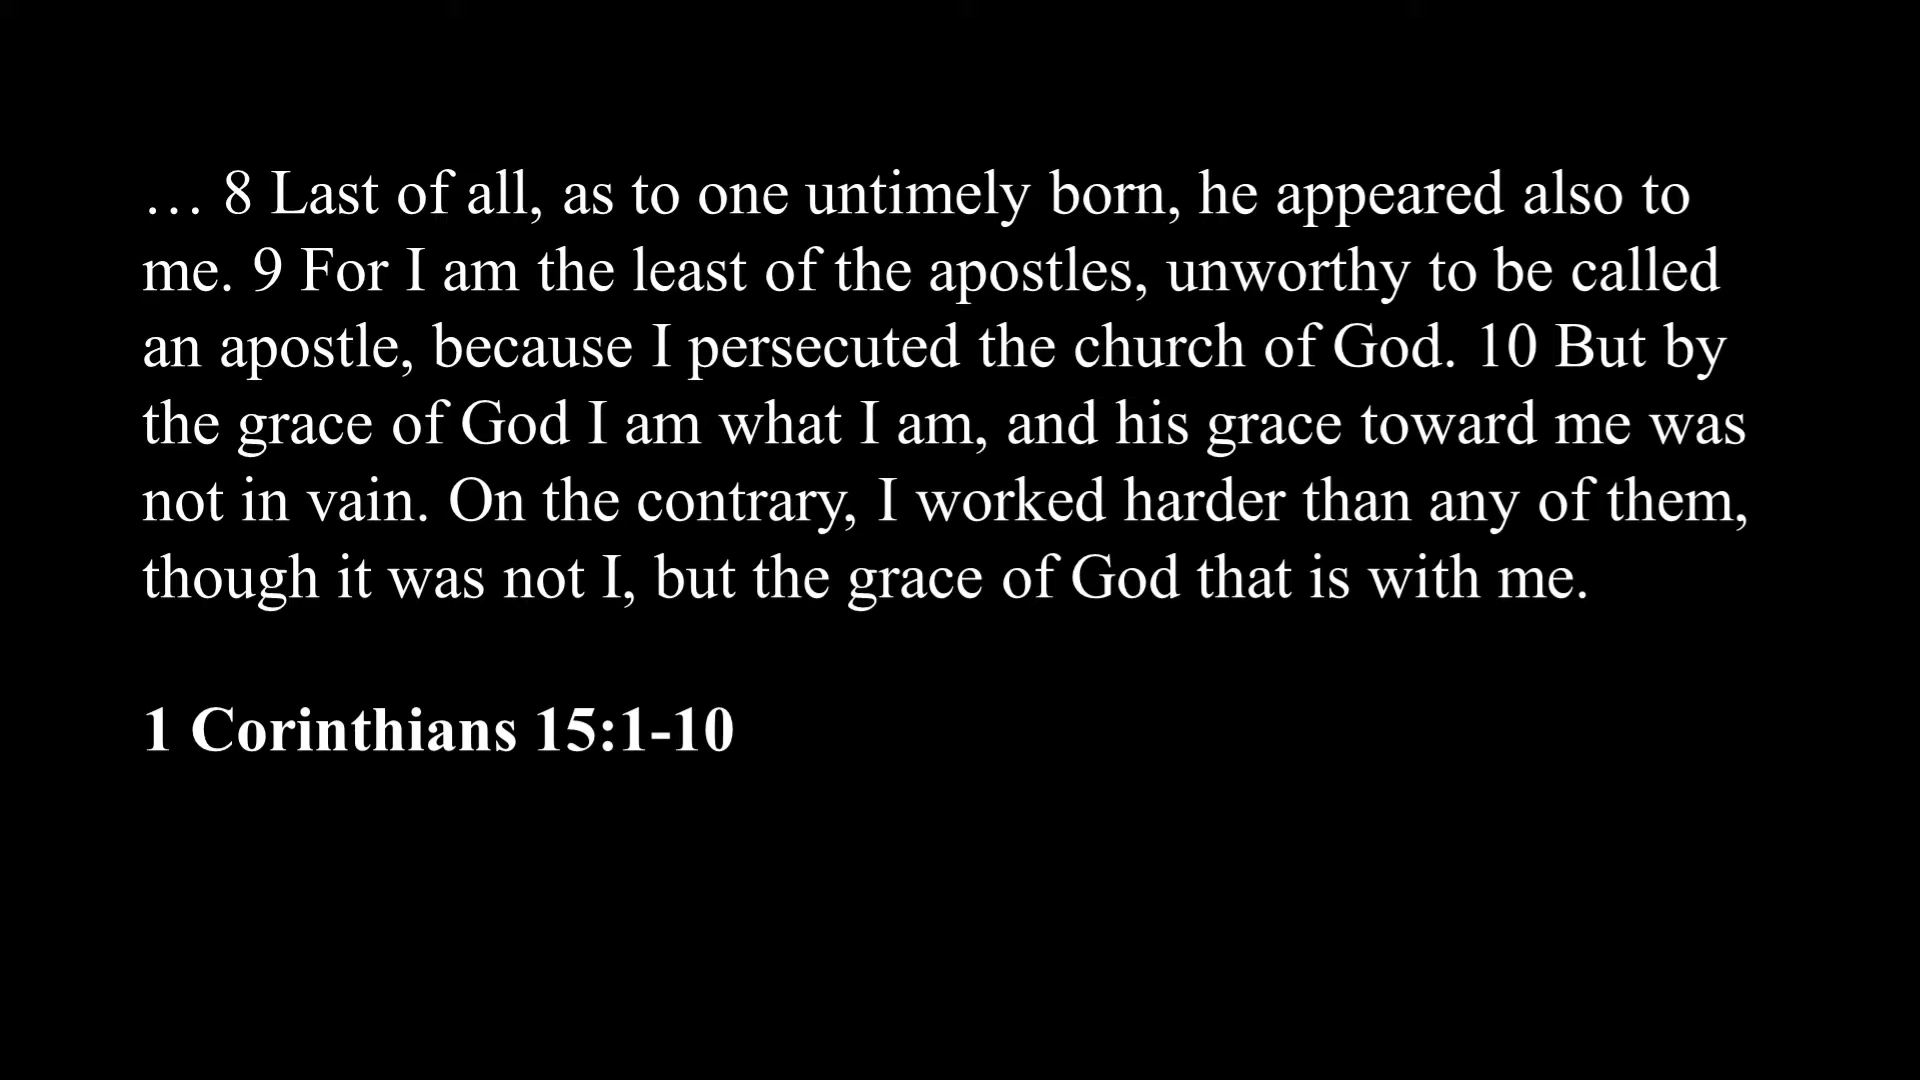 … 8 Last of all, as to one untimely born, he appeared also to
me. 9 For I am the least of the apostles, unworthy to be called
an apostle, because I persecuted the church of God. 10 But by
the grace of God I am what I am, and his grace toward me was
not in vain. On the contrary, I worked harder than any of them,
though it was not I, but the grace of God that is with me.
1 Corinthians 15:1-10